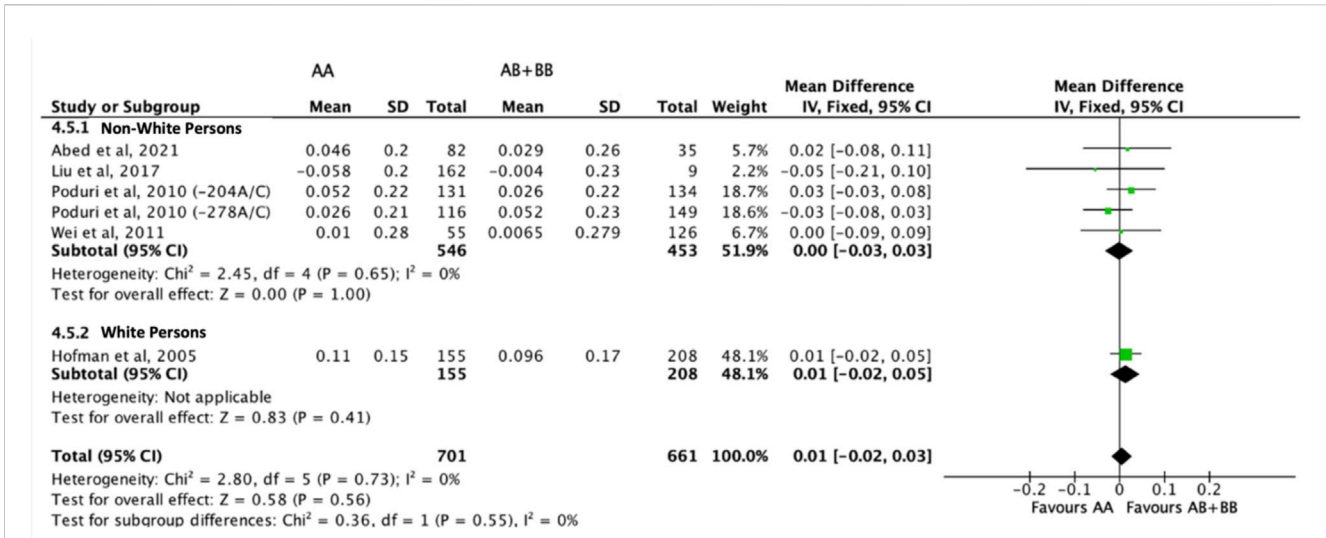 AA AB+BB
Mean Difference Mean Difference
Study or Subgroup Mean SD Total Mean SD Total Weight IV, Fixed, 95% CI IV, Fixed, 95% CI
4.5.1 Non-White Persons
Abed et al, 2021 0.046 0.2 82 0.029 0.26 35 5.7% 0.02 [-0.08, 0.11]
Liu et al, 2017 -0.058 0.2 162 -0.004 0.23 9 2.2% -0.05 [-0.21, 0.10]
Poduri et al, 2010 (-204A/C) 0.052 0.22 131 0.026 0.22 134 18.7% 0.03 [-0.03, 0.08]
Poduri et al, 2010 (-278A/C) 0.026 0.21 116 0.052 0.23 149 18.6% -0.03 [-0.08, 0.03]
Wei et al, 2011 0.01 0.28 55 0.0065 0.279 126 6.7% 0.00 [-0.09, 0.09]
Subtotal (95% CI) 546 453 51.9% 0.00 [-0.03, 0.03]
Heterogeneity: Chi² = 2.45, df = 4 (P = 0.65); I² = 0%
Test for overall effect: Z = 0.00 (P = 1.00)
4.5.2 White Persons
Hofman et al, 2005 0.11 0.15 155 0.096 0.17 208 48.1% 0.01 [-0.02, 0.05]
Subtotal (95% CI) 155 208 48.1% 0.01 [-0.02, 0.05]
Heterogeneity: Not applicable
Test for overall effect: Z = 0.83 (P = 0.41)
Total (95% CI) 701 661 100.0% 0.01 [-0.02, 0.03]
Heterogeneity: Chi² = 2.80, df = 5 (P = 0.73); I² = 0%
Test for overall effect: Z = 0.58 (P = 0.56)
Test for subgroup differences: Chi² = 0.36, df = 1 (P = 0.55), I² = 0%
-0.2 -0.1 0 0.1 0.2
Favours AA Favours AB+BB